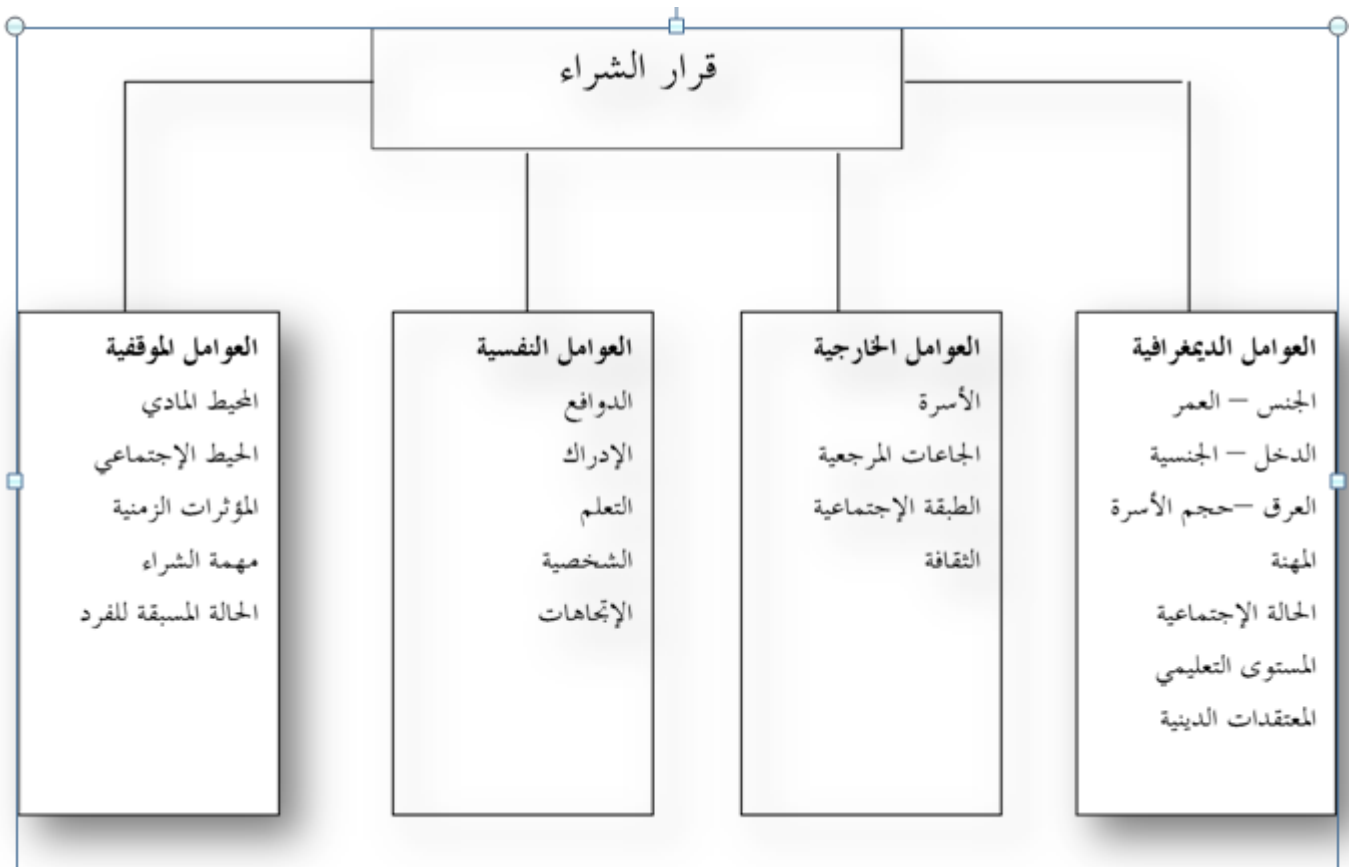 قرار الشراء
العوامل الديمغرافية
الجنس – العمر
الدخل – الجنسية
العرق –حجم الأسرة
المهنة
الحالة الإجتماعية
المستوى التعليمي
المعتقدات الدينية
العوامل الخارجية
الأسرة
الجاعات المرجعية
الطبقة الإجتماعية
الثقافة
العوامل النفسية
الدوافع
الإدراك
التعلم
الشخصية
الإتجاهات
العوامل الموقفية
المحيط المادي
الحيط الإجتماعي
المؤثرات الزمنية
مهمة الشراء
الحالة المسبقة للفرد